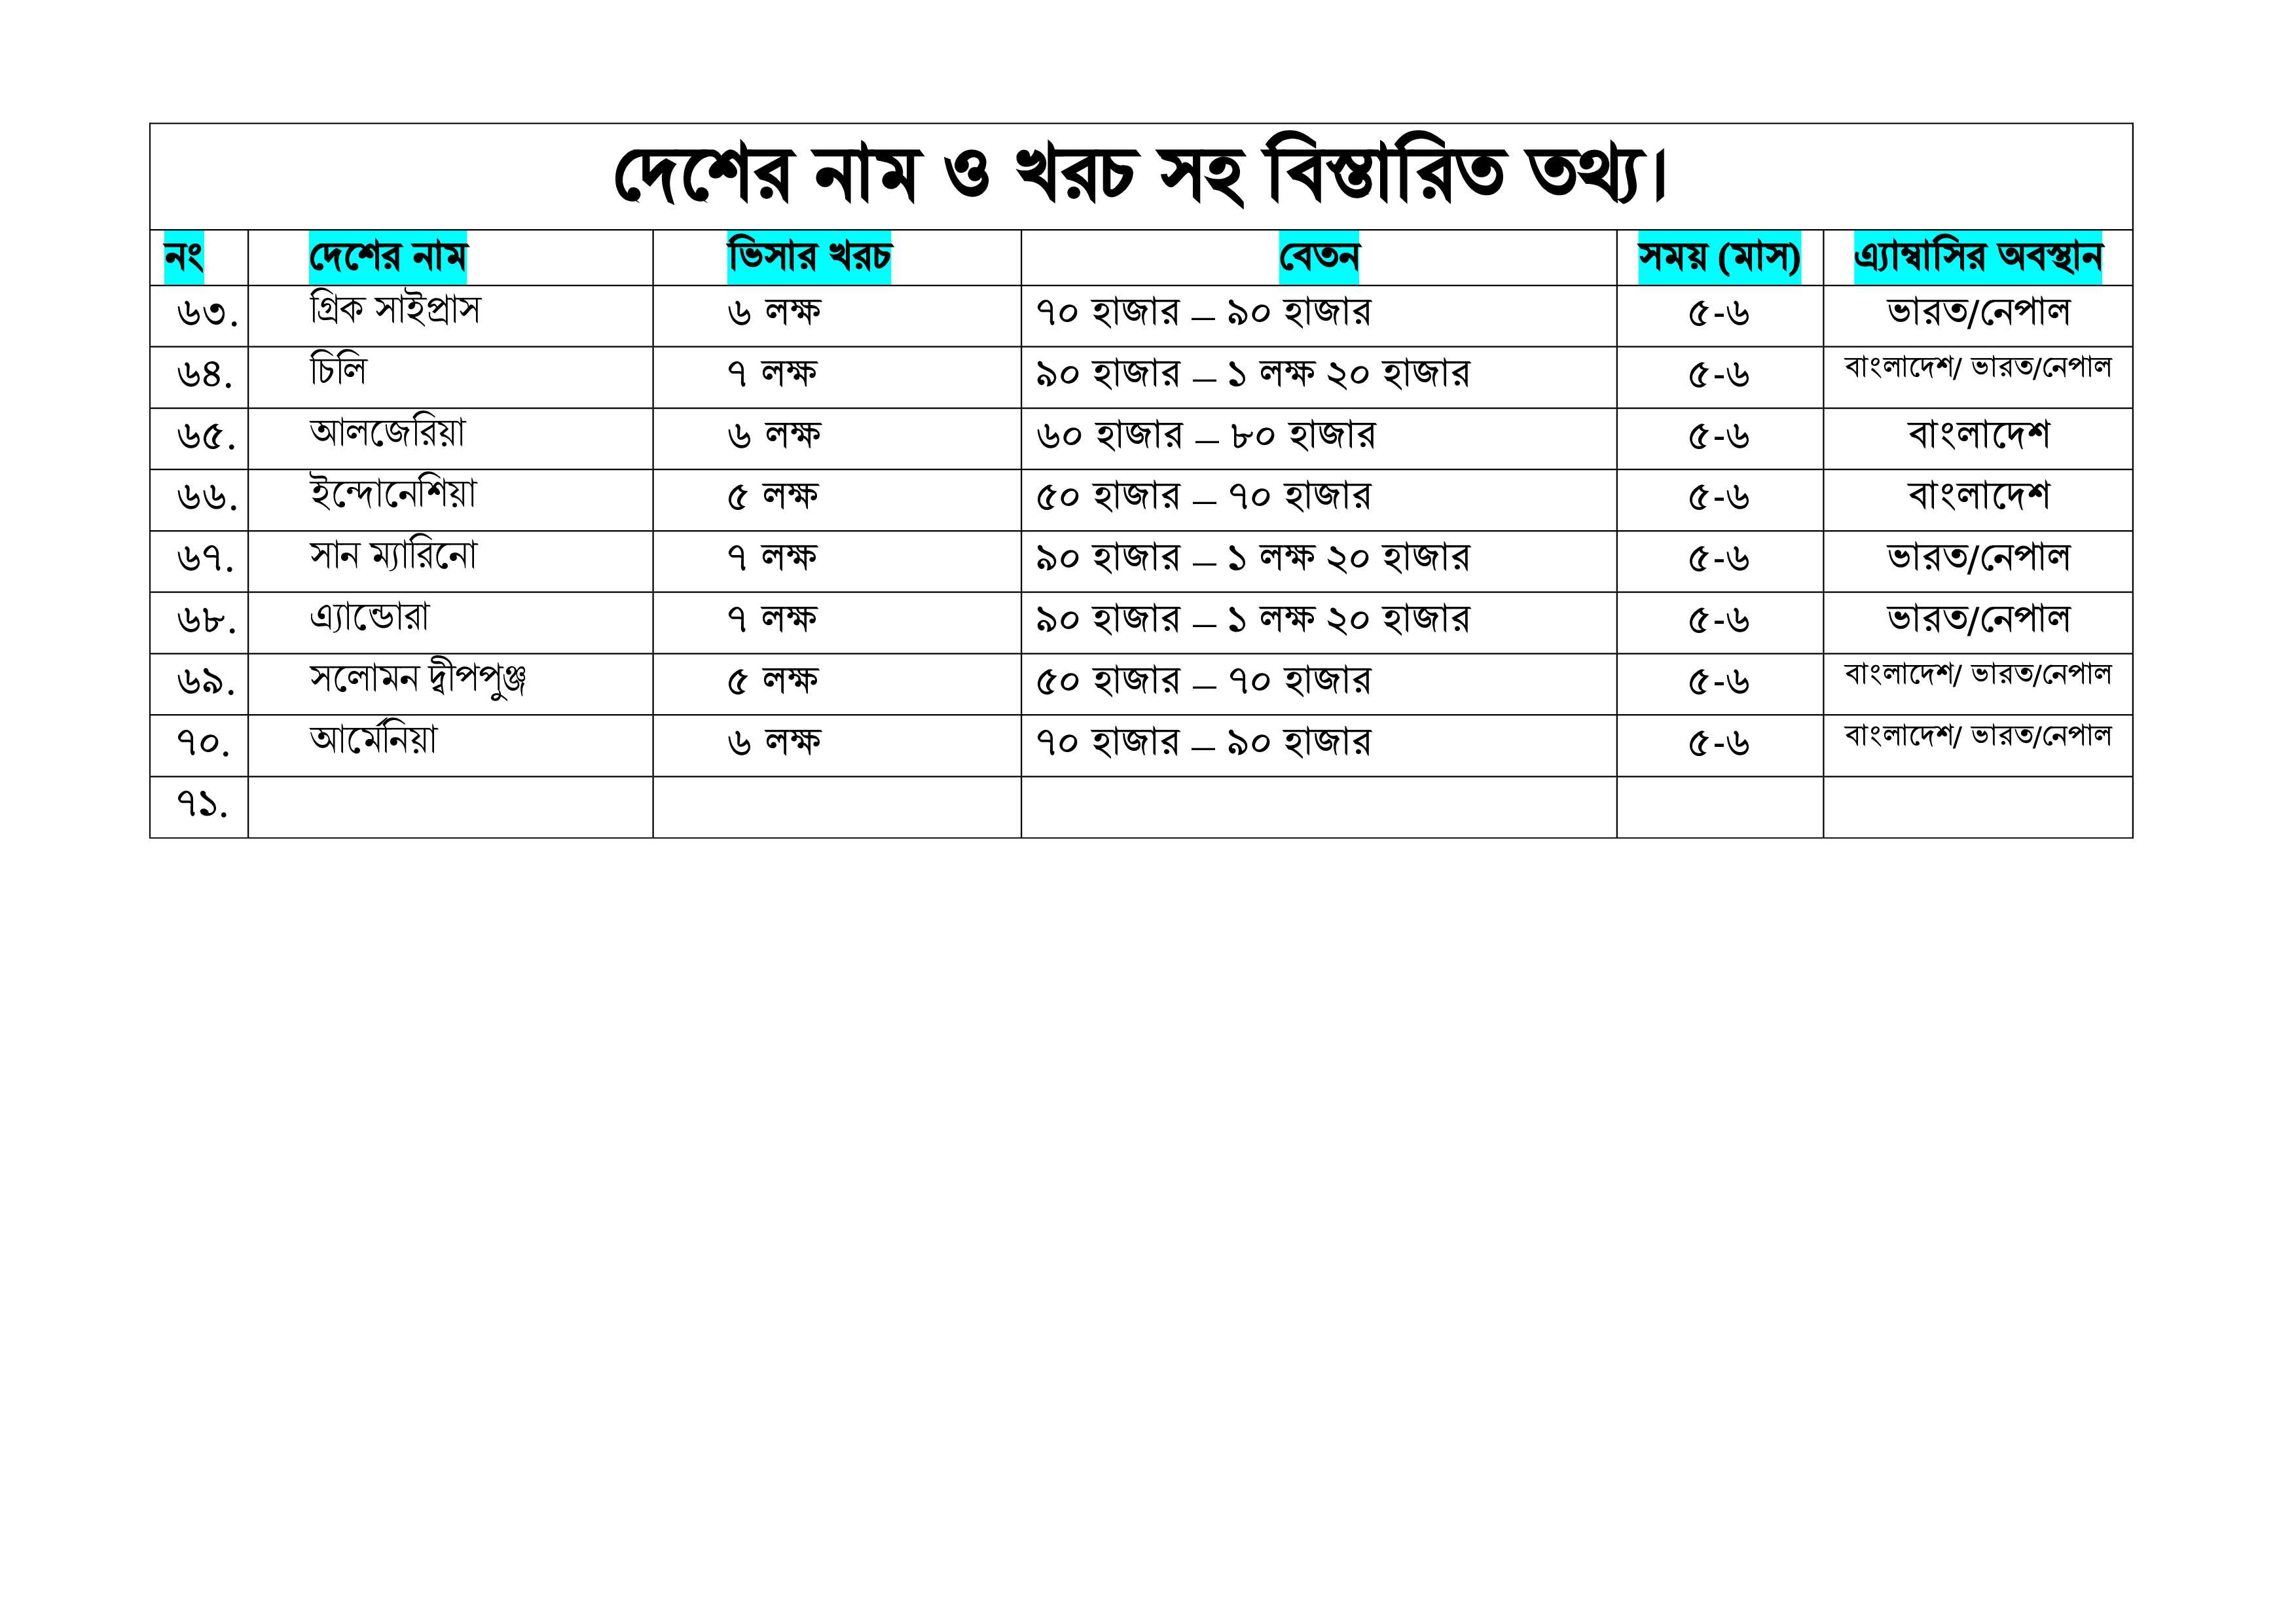 দেশের নাম ও খরচ সহ বিস্তারিত তথ্য।
নং দেশের নাম ভিসার খরচ বেতন সময় (মাস) এ্যাম্বাসির অবস্থান
৬৩. গ্রিক সাইপ্রাস ৬ লক্ষ ৭০ হাজার – ৯০ হাজার ৫-৬ ভারত/নেপাল
৬৪. চিলি ৭ লক্ষ ৯০ হাজার – ১ লক্ষ ২০ হাজার ৫-৬ বাংলাদেশ/ ভারত/নেপাল
৬৫. আলজেরিয়া ৬ লক্ষ ৬০ হাজার – ৮০ হাজার ৫-৬ বাংলাদেশ
৬৬. ইন্দোনেশিয়া ৫ লক্ষ ৫০ হাজার – ৭০ হাজার ৫-৬ বাংলাদেশ
৬৭. সান ম্যারিনো ৭ লক্ষ ৯০ হাজার – ১ লক্ষ ২০ হাজার ৫-৬ ভারত/নেপাল
৬৮. এ্যান্ডোরা ৭ লক্ষ ৯০ হাজার – ১ লক্ষ ২০ হাজার ৫-৬ ভারত/নেপাল
৬৯. সলোমন দ্বীপপুঞ্জ ৫ লক্ষ ৫০ হাজার – ৭০ হাজার ৫-৬ বাংলাদেশ/ ভারত/নেপাল
৭০. আর্মেনিয়া ৬ লক্ষ ৭০ হাজার – ৯০ হাজার ৫-৬ বাংলাদেশ/ ভারত/নেপাল
৭১.